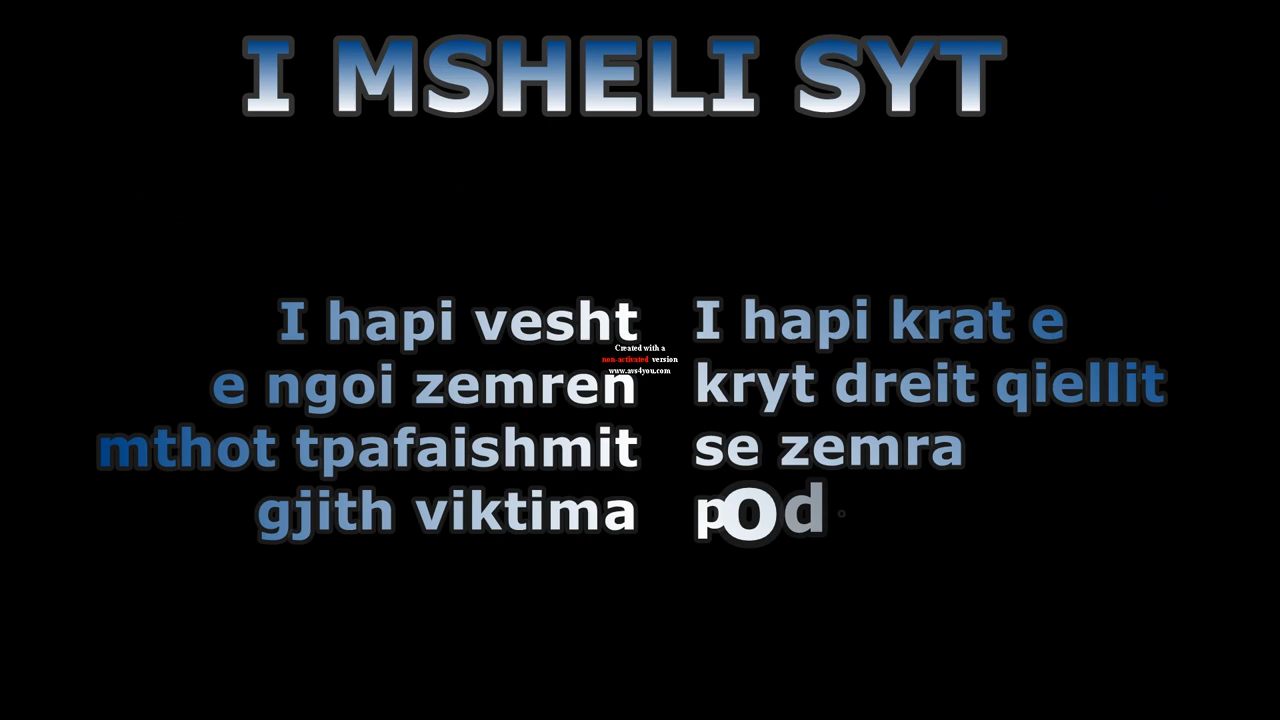 I MSHELI SYT
I hapi vesht
e ngoi zemren
mthot tpafaishmit
gjith viktima
I hapi krat e
kryt dreit qiellit
se zemra
pod
Created with a
non-activated version
www.avs4you.com